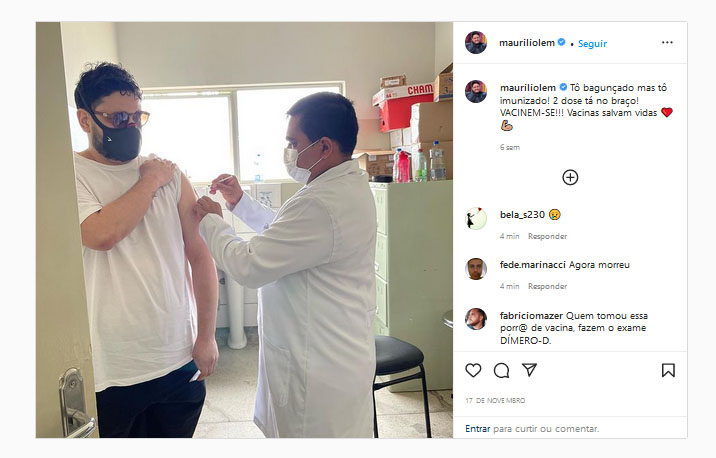 CHAM
mauriliolem • Seguir
mauriliolem Tô bagunçado mas tô
imunizado! 2 dose tá no braço!
VACINEM-SE!!! Vacinas salvam vidas ❤️
💪
6 sem
bela_s230 😢
4 min Responder
fede.marinacci Agora morreu
4 min Responder
fabriciomazer Quem tomou essa
porr@ de vacina, fazem o exame
DÍMERO-D.
17 DE NOVEMBRO
Entrar para curtir ou comentar.